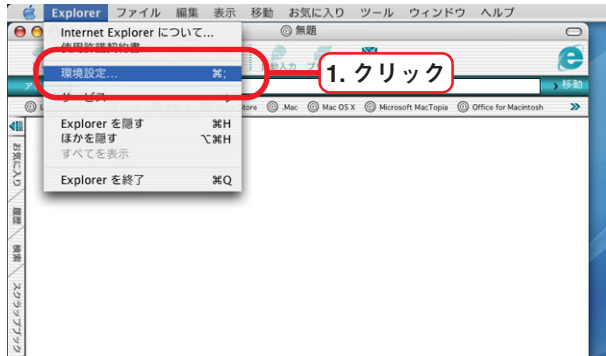 Explorer ファイル 編集 表示 移動 お気に入り ツール ウィンドウ ヘルプ
無題
Internet Explorer について...
使用許諾契約書
環境設定... ⌘;
1. クリック
移動
サービス
.Mac Mac OS X Microsoft MacTopia Office for Macintosh
Explorer を隠す ⌘H
ほかを隠す ⌥⌘H
すべてを表示
Explorer を終了 ⌘Q
お気に入り
履歴
検索
スクラップブック